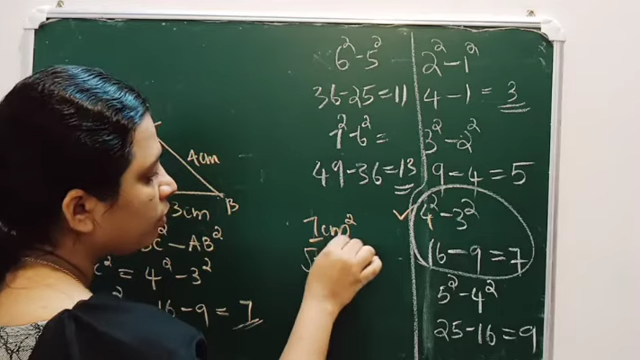 4cm
3cm B
BC² - AB²
C² = 4² - 3²
16 - 9 = 7
6² - 5²
36 - 25 = 11
7² - 6² =
49 - 36 = 13
7cm²
2² - 1²
4 - 1 = 3
3² - 2²
9 - 4 = 5
✓ 4² - 3²
16 - 9 = 7
5² - 4²
25 - 16 = 9